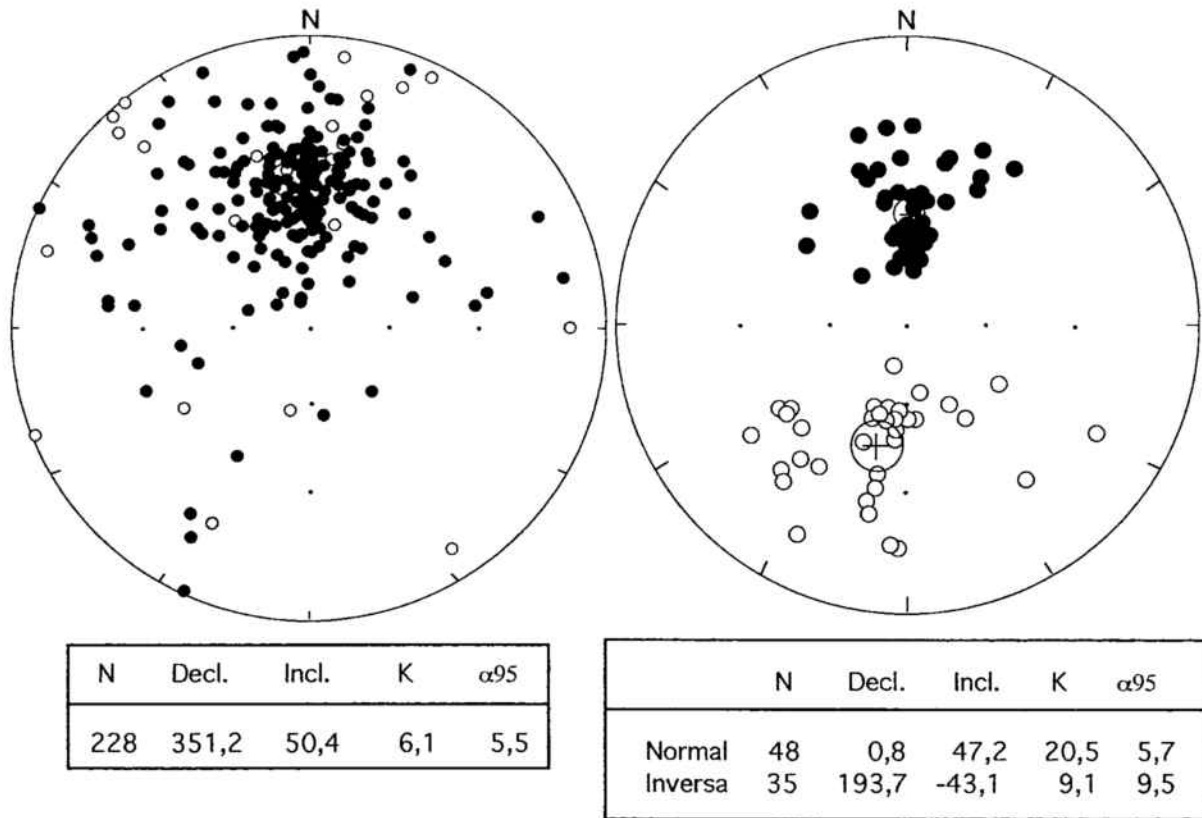 N
N
N Decl. Incl. K α95
228 351,2 50,4 6,1 5,5
N Decl. Incl. K α95
Normal 48 0,8 47,2 20,5 5,7
Inversa 35 193,7 -43,1 9,1 9,5